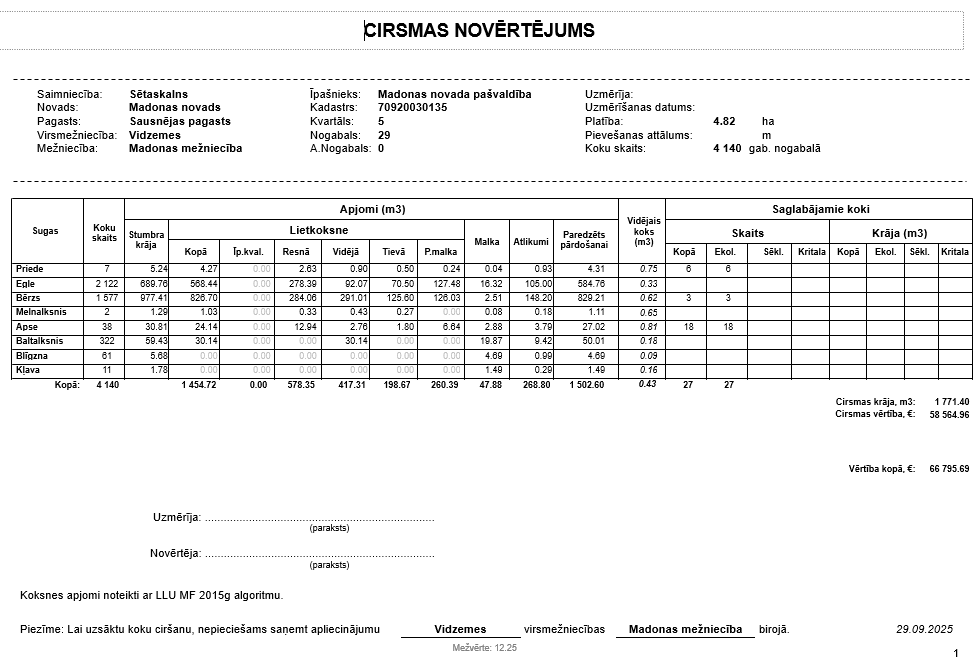 CIRSMAS NOVĒRTĒJUMS
Saimniecība: Sētaskalns Īpašnieks: Madonas novada pašvaldība Uzmērīja:
Novads: Madonas novads Kadastrs: 70920030135 Uzmērīšanas datums:
Pagasts: Sausnējas pagasts Kvartāls: 5 Platība: 4.82 ha
Virsmežniecība: Vidzemes Nogabals: 29 Pievešanas attālums: m
Mežniecība: Madonas mežniecība A.Nogabals: 0 Koku skaits: 4 140 gab. nogabalā
Sugas Koku skaits Apjomi (m3) Vidējais koks (m3) Saglabājamie koki
Stumbra krāja Lietkoksne Malka Atlikumi Paredzēts pārdošanai Skaits Krāja (m3)
Kopā Īp.kval. Resnā Vidējā Tievā P.malka Kopā Ekol. Sēkl. Kritala Kopā Ekol. Sēkl. Kritala
Priede 7 5.24 4.27 0.00 2.63 0.90 0.50 0.24 0.04 0.93 4.31 0.75 6 6
Egle 2 122 689.76 568.44 0.00 278.39 92.07 70.50 127.48 16.32 105.00 584.76 0.33
Bērzs 1 577 977.41 826.70 0.00 284.06 291.01 125.60 126.03 2.51 148.20 829.21 0.62 3 3
Melnalksnis 2 1.29 1.03 0.00 0.33 0.43 0.27 0.00 0.08 0.18 1.11 0.65
Apse 38 30.81 24.14 0.00 12.94 2.76 1.80 6.64 2.88 3.79 27.02 0.81 18 18
Baltalksnis 322 59.43 30.14 0.00 0.00 30.14 0.00 0.00 19.87 9.42 50.01 0.18
Blīgzna 61 5.68 0.00 0.00 0.00 0.00 0.00 0.00 4.69 0.99 4.69 0.09
Kļava 11 1.78 0.00 0.00 0.00 0.00 0.00 0.00 1.49 0.29 1.49 0.16
Kopā: 4 140 1 454.72 0.00 578.35 417.31 198.67 260.39 47.88 268.80 1 502.60 0.43 27 27
Cirsmas krāja, m3: 1 771.40
Cirsmas vērtība, €: 58 564.96
Vērtība kopā, €: 66 795.69
Uzmērīja: ................................................................
(paraksts)
Novērtēja: ................................................................
(paraksts)
Koksnes apjomi noteikti ar LLU MF 2015g algoritmu.
Piezīme: Lai uzsāktu koku ciršanu, nepieciešams saņemt apliecinājumu Vidzemes virsmežniecības Madonas mežniecība birojā. 29.09.2025
Mežvērte: 12.25
1